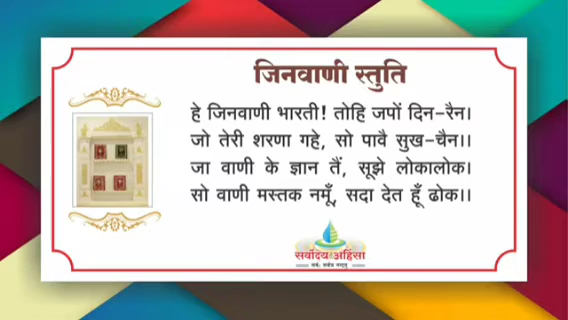 जिनवाणी स्तुति
हे जिनवाणी भारती! तोहि जपों दिन-रैन।
जो तेरी शरणा गहे, सो पावै सुख-चैन।।
जा वाणी के ज्ञान तैं, सूझे लोकालोक।
सो वाणी मस्तक नमूँ, सदा देत हूँ ढोक।।
सर्वोदय अहिंसा